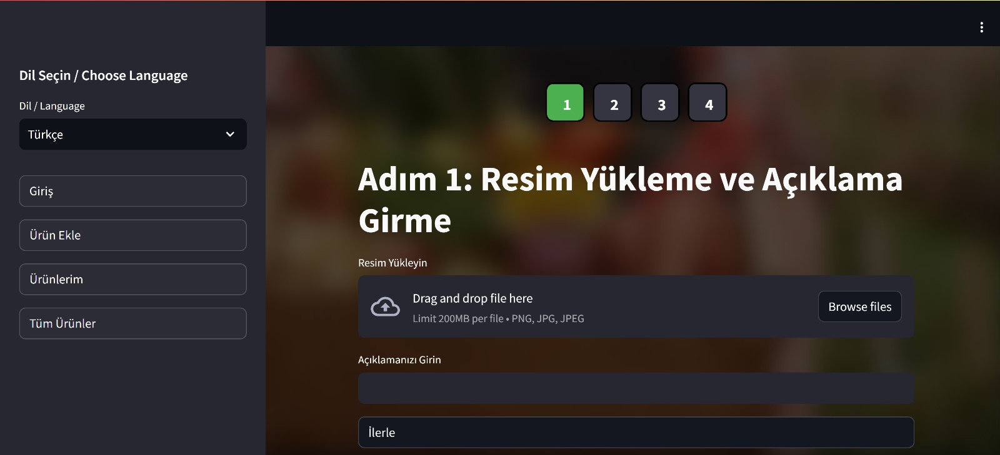 Dil Seçin / Choose Language
Dil / Language
Türkçe
Giriş
Ürün Ekle
Ürünlerim
Tüm Ürünler
1 2 3 4
Adım 1: Resim Yükleme ve Açıklama
Girme
Resim Yükleyin
Drag and drop file here
Limit 200MB per file • PNG, JPG, JPEG
Browse files
Açıklamanızı Girin
İlerle